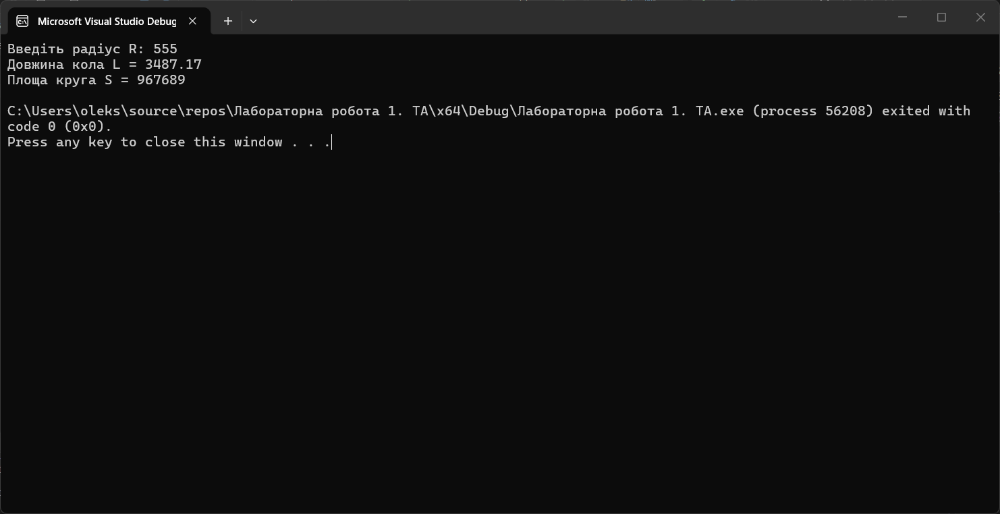 Microsoft Visual Studio Debug
Введіть радіус R: 555
Довжина кола L = 3487.17
Площа круга S = 967689
C:\Users\oleks\source\repos\Лабораторна робота 1. ТА\x64\Debug\Лабораторна робота 1. ТА.exe (process 56208) exited with
code 0 (0x0).
Press any key to close this window . . .